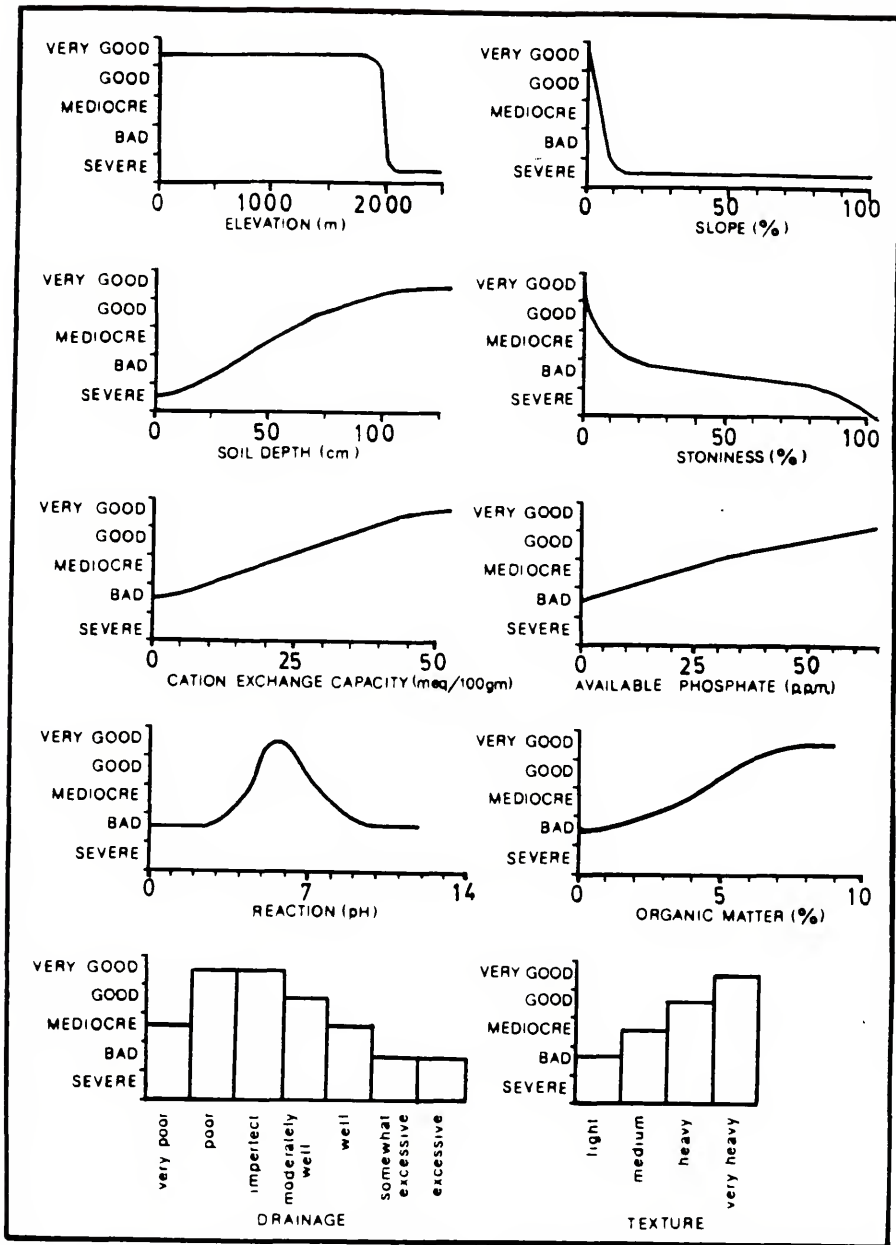 VERY GOOD
GOOD
MEDIOCRE
BAD
SEVERE
0 1000 2000
ELEVATION (m)
VERY GOOD
GOOD
MEDIOCRE
BAD
SEVERE
0 50 100
SLOPE (%)
VERY GOOD
GOOD
MEDIOCRE
BAD
SEVERE
0 50 100
SOIL DEPTH (cm)
VERY GOOD
GOOD
MEDIOCRE
BAD
SEVERE
0 50 100
STONINESS (%)
VERY GOOD
GOOD
MEDIOCRE
BAD
SEVERE
0 25 50
CATION EXCHANGE CAPACITY (meq/100gm)
VERY GOOD
GOOD
MEDIOCRE
BAD
SEVERE
0 25 50
AVAILABLE PHOSPHATE (p.p.m)
VERY GOOD
GOOD
MEDIOCRE
BAD
SEVERE
0 7 14
REACTION (pH)
VERY GOOD
GOOD
MEDIOCRE
BAD
SEVERE
0 5 10
ORGANIC MATTER (%)
VERY GOOD
GOOD
MEDIOCRE
BAD
SEVERE
very poor
poor
imperfect
moderately
well
well
somewhat
excessive
excessive
DRAINAGE
VERY GOOD
GOOD
MEDIOCRE
BAD
SEVERE
light
medium
heavy
very heavy
TEXTURE